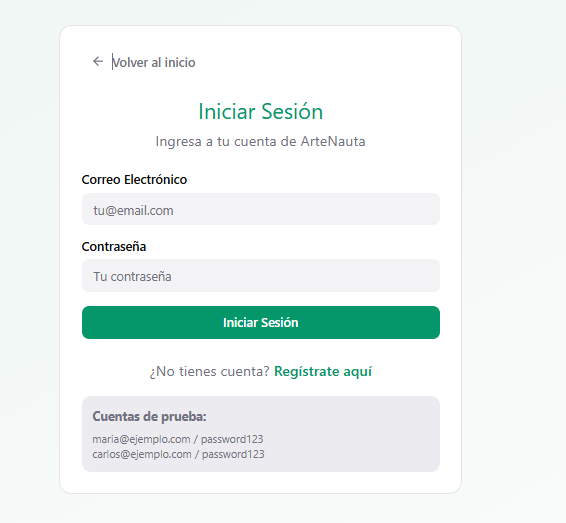 Volver al inicio
Iniciar Sesión
Ingresa a tu cuenta de ArteNauta
Correo Electrónico
tu@email.com
Contraseña
Tu contraseña
Iniciar Sesión
¿No tienes cuenta? Regístrate aquí
Cuentas de prueba:
maria@ejemplo.com / password123
carlos@ejemplo.com / password123